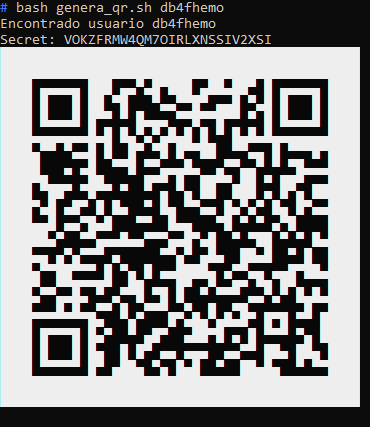 # bash genera_qr.sh db4fhemo
Encontrado usuario db4fhemo
Secret: VOKZFRMW4QM7OIRLXNSSIV2XSI